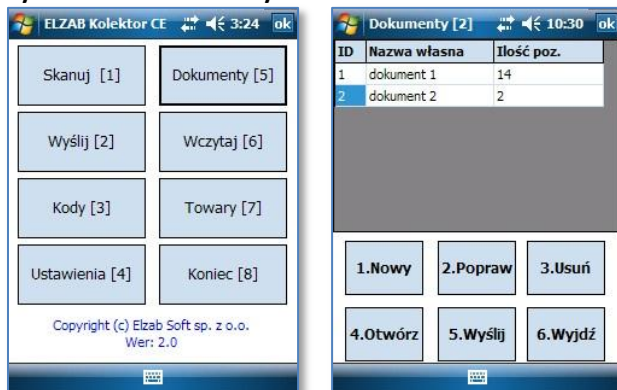 ELZAB Kolektor CE 3:24 ok
Skanuj [1] Dokumenty [5]
Wyślij [2] Wczytaj [6]
Kody [3] Towary [7]
Ustawienia [4] Koniec [8]
Copyright (c) Elzab Soft sp. z o.o.
Wer: 2.0
Dokumenty [2] 10:30 ok
ID Nazwa własna Ilość poz.
1 dokument 1 14
2 dokument 2 2
1.Nowy 2.Popraw 3.Usuń
4.Otwórz 5.Wyślij 6.Wyjdź